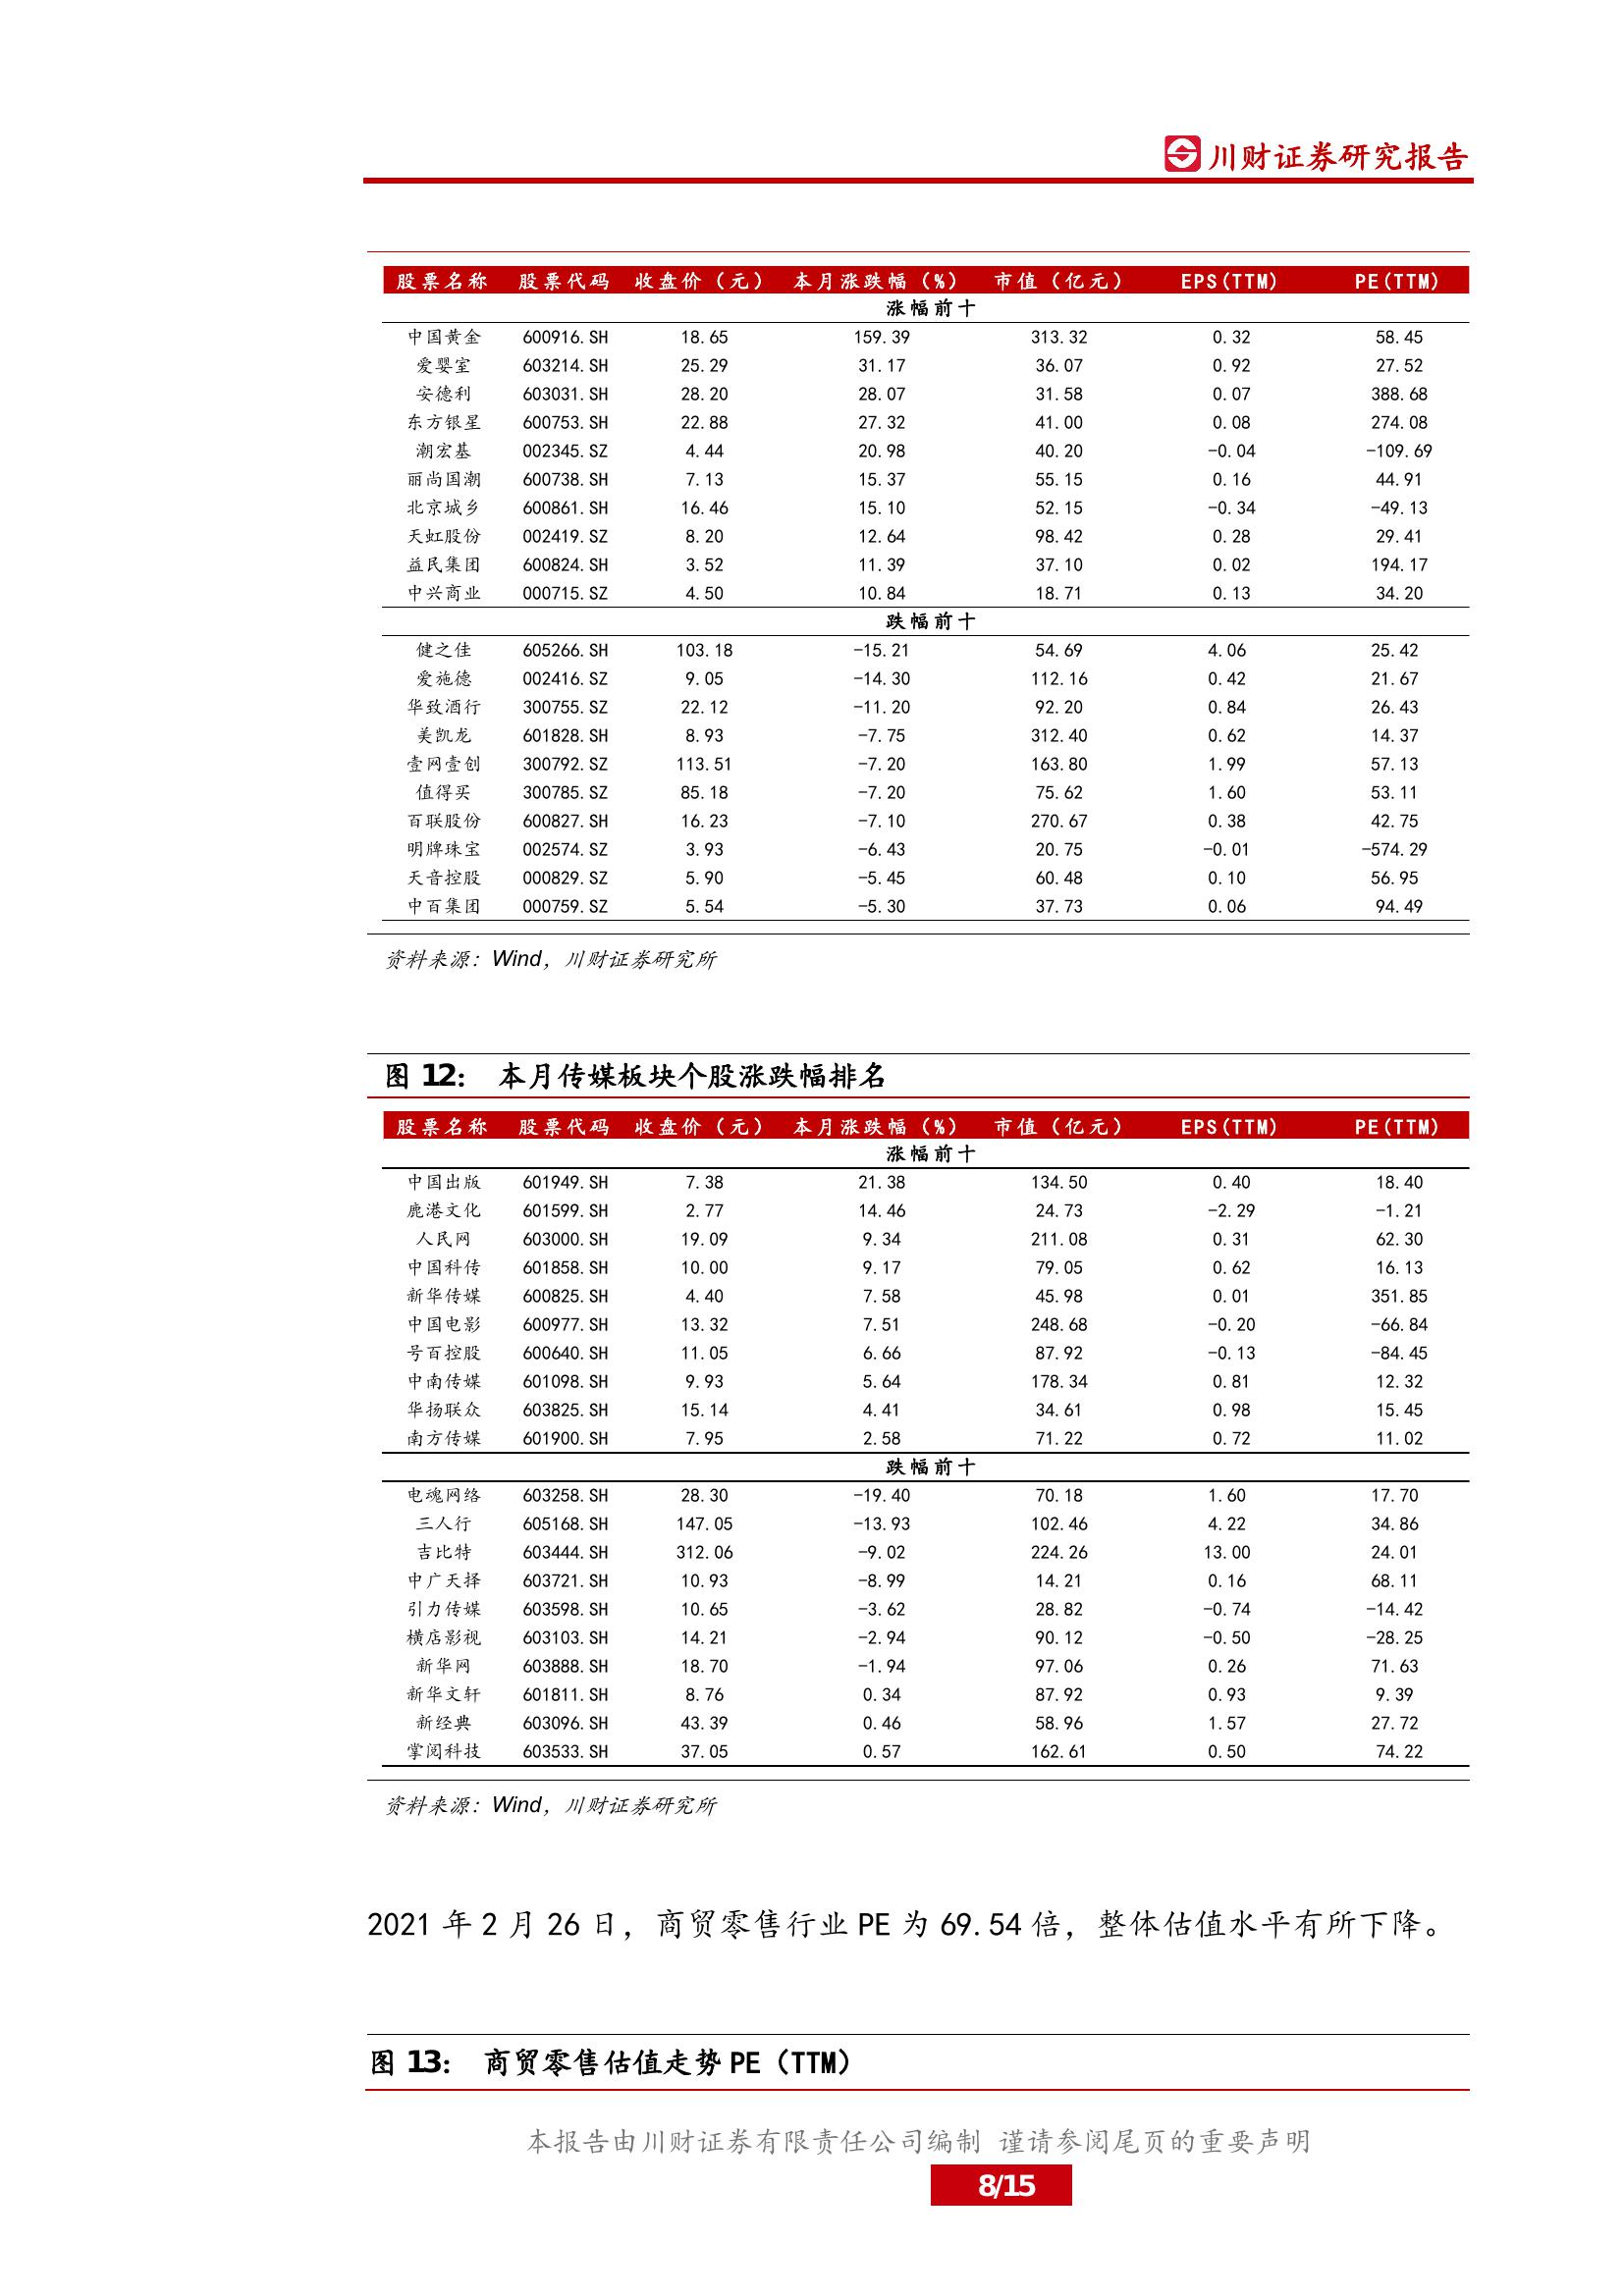 川财证券研究报告
股票名称 股票代码 收盘价（元） 本月涨跌幅（%） 市值（亿元） EPS(TTM) PE(TTM)
涨幅前十
中国黄金 600916.SH 18.65 159.39 313.32 0.32 58.45
爱婴室 603214.SH 25.29 31.17 36.07 0.92 27.52
安德利 603031.SH 28.20 28.07 31.58 0.07 388.68
东方银星 600753.SH 22.88 27.32 41.00 0.08 274.08
潮宏基 002345.SZ 4.44 20.98 40.20 -0.04 -109.69
丽尚国潮 600738.SH 7.13 15.37 55.15 0.16 44.91
北京城乡 600861.SH 16.46 15.10 52.15 -0.34 -49.13
天虹股份 002419.SZ 8.20 12.64 98.42 0.28 29.41
益民集团 600824.SH 3.52 11.39 37.10 0.02 194.17
中兴商业 000715.SZ 4.50 10.84 18.71 0.13 34.20
跌幅前十
健之佳 605266.SH 103.18 -15.21 54.69 4.06 25.42
爱施德 002416.SZ 9.05 -14.30 112.16 0.42 21.67
华致酒行 300755.SZ 22.12 -11.20 92.20 0.84 26.43
美凯龙 601828.SH 8.93 -7.75 312.40 0.62 14.37
壹网壹创 300792.SZ 113.51 -7.20 163.80 1.99 57.13
值得买 300785.SZ 85.18 -7.20 75.62 1.60 53.11
百联股份 600827.SH 16.23 -7.10 270.67 0.38 42.75
明牌珠宝 002574.SZ 3.93 -6.43 20.75 -0.01 -574.29
天音控股 000829.SZ 5.90 -5.45 60.48 0.10 56.95
中百集团 000759.SZ 5.54 -5.30 37.73 0.06 94.49
资料来源：Wind，川财证券研究所
图 12： 本月传媒板块个股涨跌幅排名
股票名称 股票代码 收盘价（元） 本月涨跌幅（%） 市值（亿元） EPS(TTM) PE(TTM)
涨幅前十
中国出版 601949.SH 7.38 21.38 134.50 0.40 18.40
鹿港文化 601599.SH 2.77 14.46 24.73 -2.29 -1.21
人民网 603000.SH 19.09 9.34 211.08 0.31 62.30
中国科传 601858.SH 10.00 9.17 79.05 0.62 16.13
新华传媒 600825.SH 4.40 7.58 45.98 0.01 351.85
中国电影 600977.SH 13.32 7.51 248.68 -0.20 -66.84
号百控股 600640.SH 11.05 6.66 87.92 -0.13 -84.45
中南传媒 601098.SH 9.93 5.64 178.34 0.81 12.32
华扬联众 603825.SH 15.14 4.41 34.61 0.98 15.45
南方传媒 601900.SH 7.95 2.58 71.22 0.72 11.02
跌幅前十
电魂网络 603258.SH 28.30 -19.40 70.18 1.60 17.70
三人行 605168.SH 147.05 -13.93 102.46 4.22 34.86
吉比特 603444.SH 312.06 -9.02 224.26 13.00 24.01
中广天择 603721.SH 10.93 -8.99 14.21 0.16 68.11
引力传媒 603598.SH 10.65 -3.62 28.82 -0.74 -14.42
横店影视 603103.SH 14.21 -2.94 90.12 -0.50 -28.25
新华网 603888.SH 18.70 -1.94 97.06 0.26 71.63
新华文轩 601811.SH 8.76 0.34 87.92 0.93 9.39
新经典 603096.SH 43.39 0.46 58.96 1.57 27.72
掌阅科技 603533.SH 37.05 0.57 162.61 0.50 74.22
资料来源：Wind，川财证券研究所
2021 年 2 月 26 日，商贸零售行业 PE 为 69.54 倍，整体估值水平有所下降。
图 13： 商贸零售估值走势 PE（TTM）
本报告由川财证券有限责任公司编制 谨请参阅尾页的重要声明
8/15